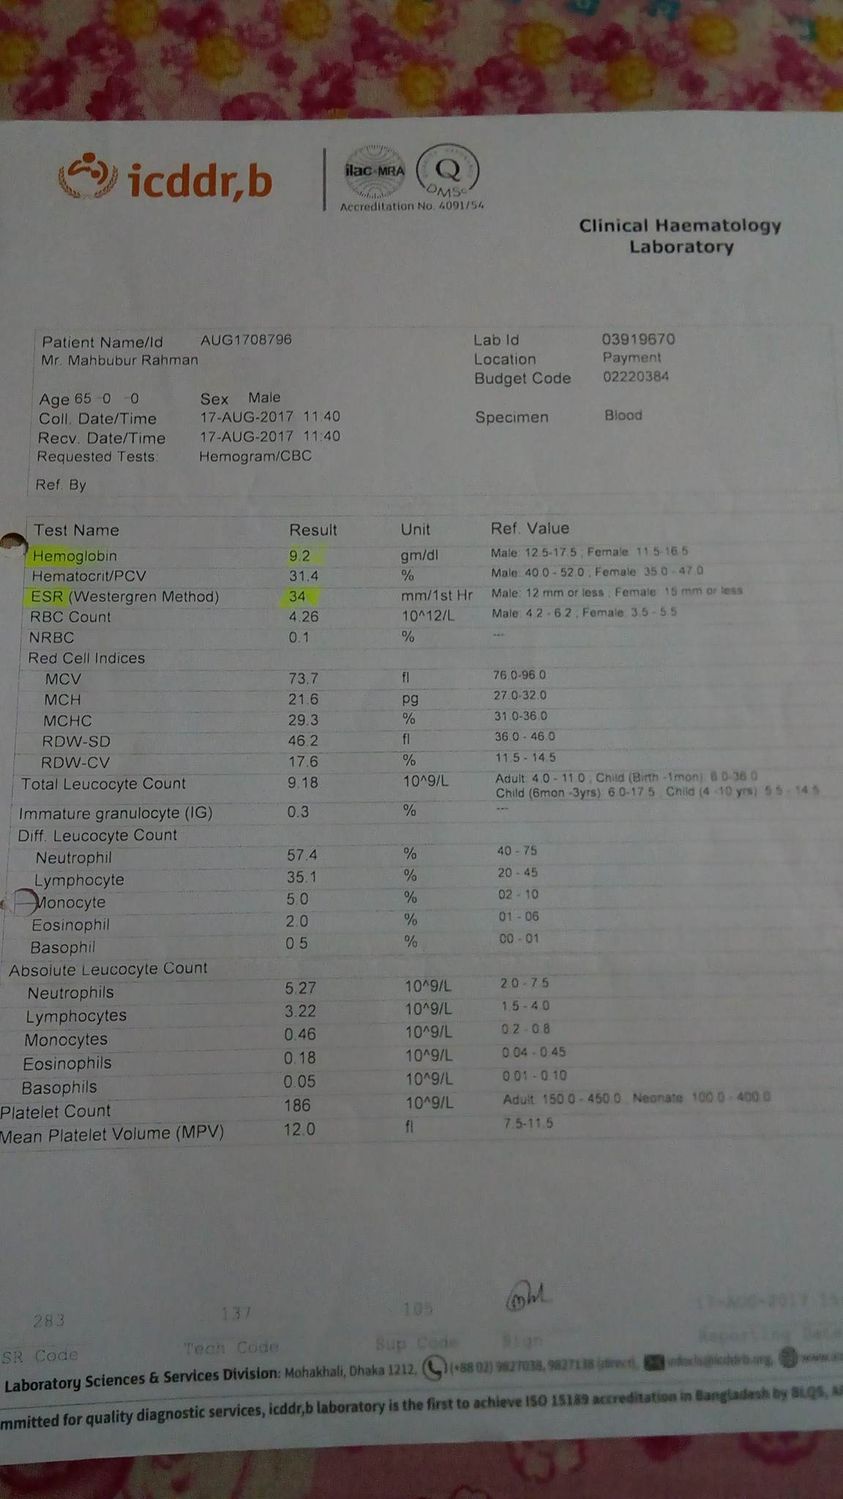 icddr,b
ilac-MRA
Q
DMSc
Accreditation No. 4091/54
Clinical Haematology
Laboratory
Patient Name/Id AUG1708796 Lab Id 03919670
Mr. Mahbubur Rahman Location Payment
Budget Code 02220384
Age 65 -0 -0 Sex Male
Coll. Date/Time 17-AUG-2017 11:40 Specimen Blood
Recv. Date/Time 17-AUG-2017 11:40
Requested Tests: Hemogram/CBC
Ref. By
Test Name Result Unit Ref. Value
Hemoglobin 9.2 gm/dl Male: 12.5-17.5 ; Female: 11.5-16.5
Hematocrit/PCV 31.4 % Male: 40.0 - 52.0 ; Female: 35.0 - 47.0
ESR (Westergren Method) 34 mm/1st Hr Male: 12 mm or less ; Female: 15 mm or less
RBC Count 4.26 10^12/L Male: 4.2 - 6.2 ; Female: 3.5 - 5.5
NRBC 0.1 % ---
Red Cell Indices
MCV 73.7 fl 76.0-96.0
MCH 21.6 pg 27.0-32.0
MCHC 29.3 % 31.0-36.0
RDW-SD 46.2 fl 36.0 - 46.0
RDW-CV 17.6 % 11.5 - 14.5
Total Leucocyte Count 9.18 10^9/L Adult: 4.0 - 11.0 ; Child (Birth -1mon): 6.0-36.0
Child (6mon -3yrs): 6.0-17.5 ; Child (4 -10 yrs): 5.5 - 14.5
Immature granulocyte (IG) 0.3 % ---
Diff. Leucocyte Count
Neutrophil 57.4 % 40 - 75
Lymphocyte 35.1 % 20 - 45
Monocyte 5.0 % 02 - 10
Eosinophil 2.0 % 01 - 06
Basophil 0.5 % 00 - 01
Absolute Leucocyte Count
Neutrophils 5.27 10^9/L 2.0 - 7.5
Lymphocytes 3.22 10^9/L 1.5 - 4.0
Monocytes 0.46 10^9/L 0.2 - 0.8
Eosinophils 0.18 10^9/L 0.04 - 0.45
Basophils 0.05 10^9/L 0.01 - 0.10
Platelet Count 186 10^9/L Adult: 150.0 - 450.0 ; Neonate: 100.0 - 400.0
Mean Platelet Volume (MPV) 12.0 fl 7.5-11.5
283 137 105 17-AUG-2017
SR Code Tech Code Sup Code Sign Reporting Date
Laboratory Sciences & Services Division: Mohakhali, Dhaka 1212, (+88 02) 9827038, 9827138 (direct),
mmitted for quality diagnostic services, icddr,b laboratory is the first to achieve ISO 15189 accreditation in Bangladesh by BLQS,